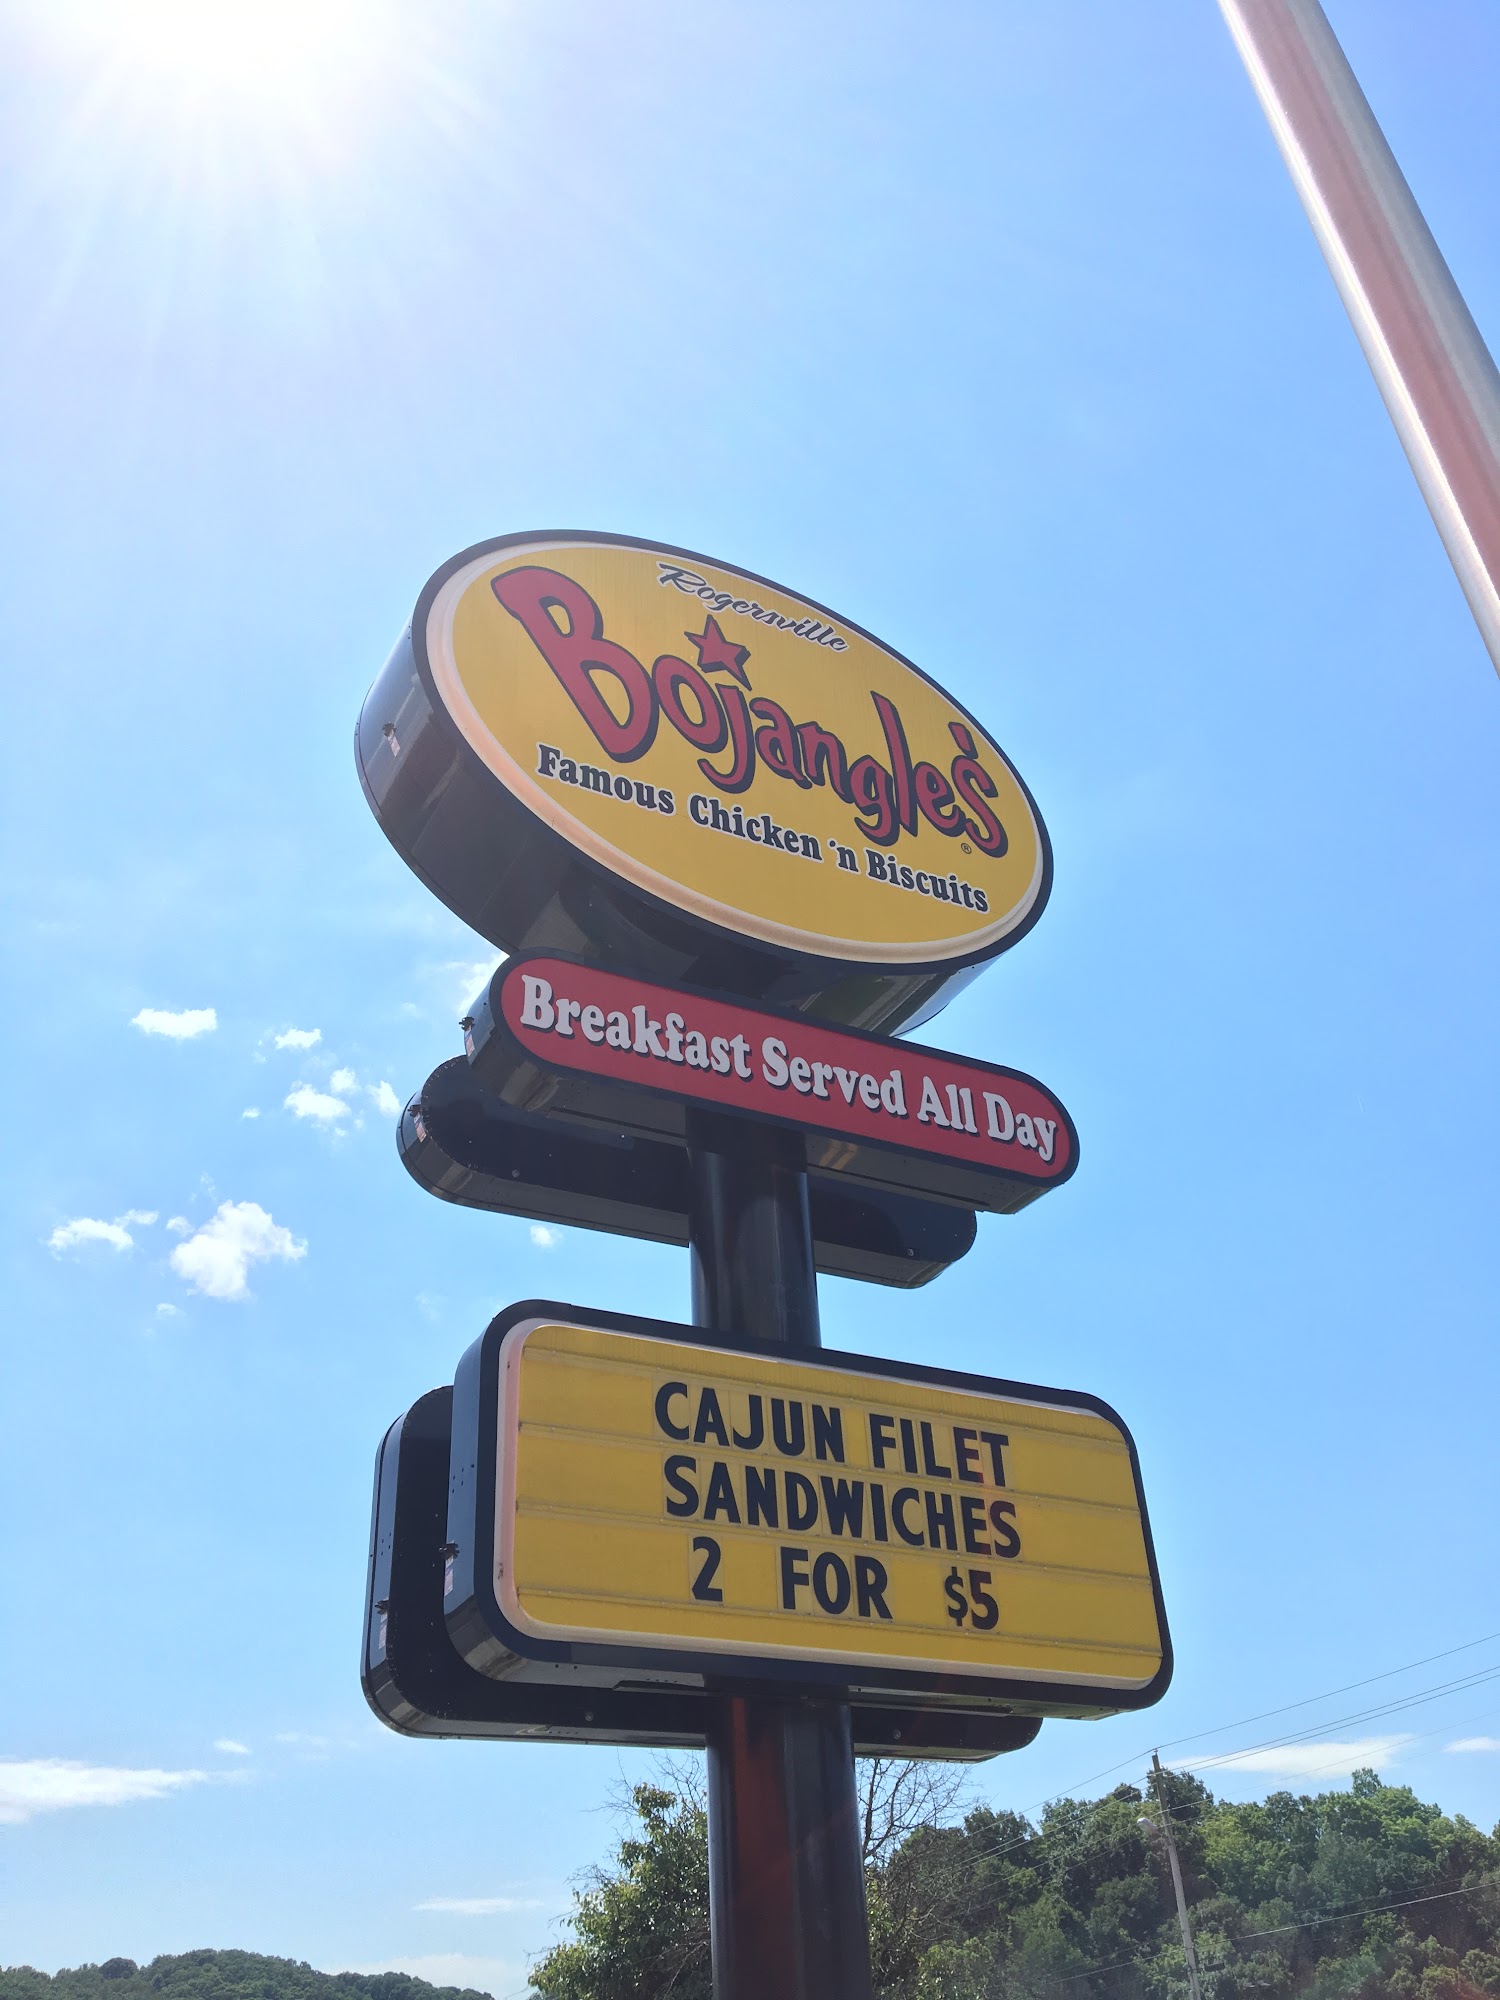 Rogersville
Bojangles'®
Famous Chicken 'n Biscuits
Breakfast Served All Day
CAJUN FILET
SANDWICHES
2 FOR $5